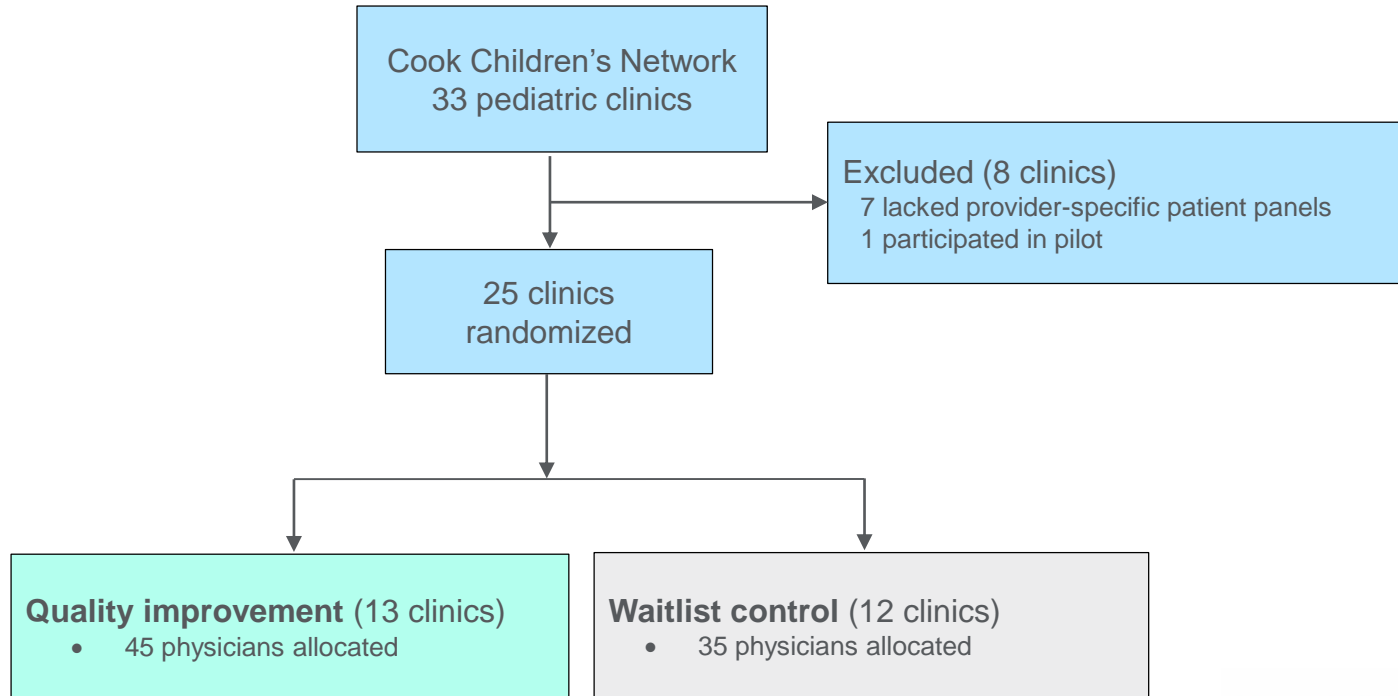 Cook Children’s Network
33 pediatric clinics
Excluded (8 clinics)
7 lacked provider-specific patient panels
1 participated in pilot
25 clinics
randomized
Quality improvement (13 clinics)
• 45 physicians allocated
Waitlist control (12 clinics)
• 35 physicians allocated